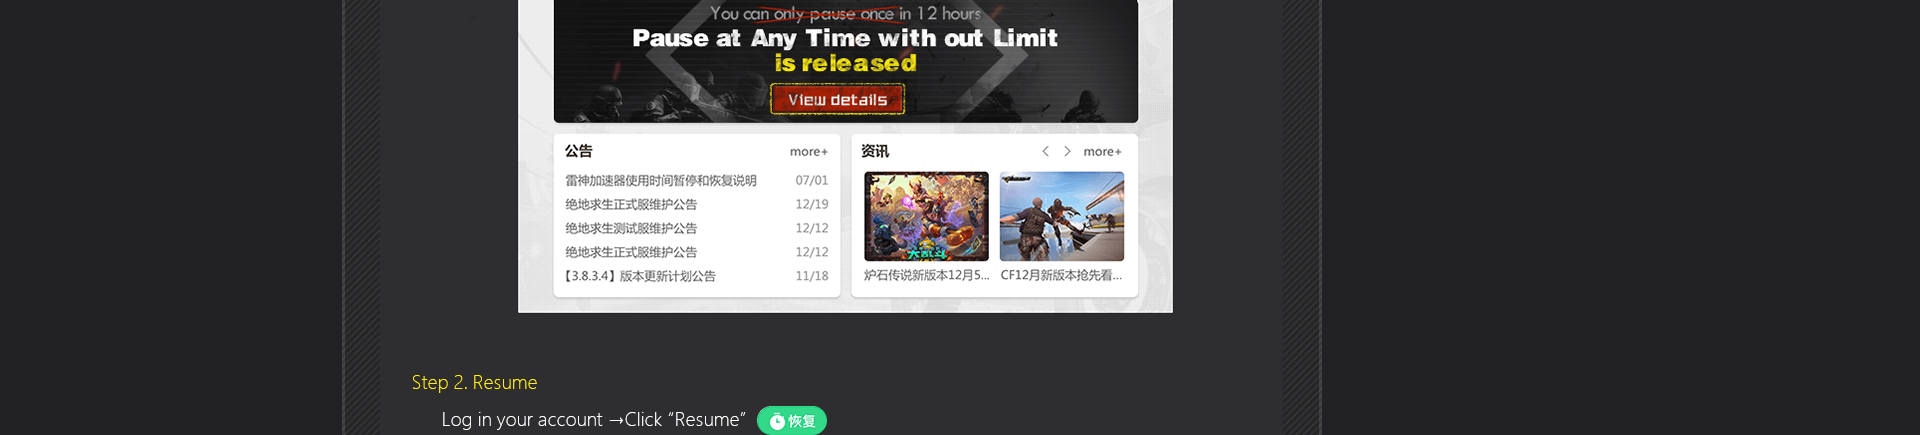 You can only pause once in 12 hours
Pause at Any Time with out Limit
is released
View details
公告 more+
雷神加速器使用时间暂停和恢复说明 07/01
绝地求生正式服维护公告 12/19
绝地求生测试服维护公告 12/12
绝地求生正式服维护公告 12/12
【3.8.3.4】版本更新计划公告 11/18
资讯 < > more+
大乱斗
炉石传说新版本12月5... CF12月新版本抢先看...
Step 2. Resume
Log in your account →Click “Resume” 恢复